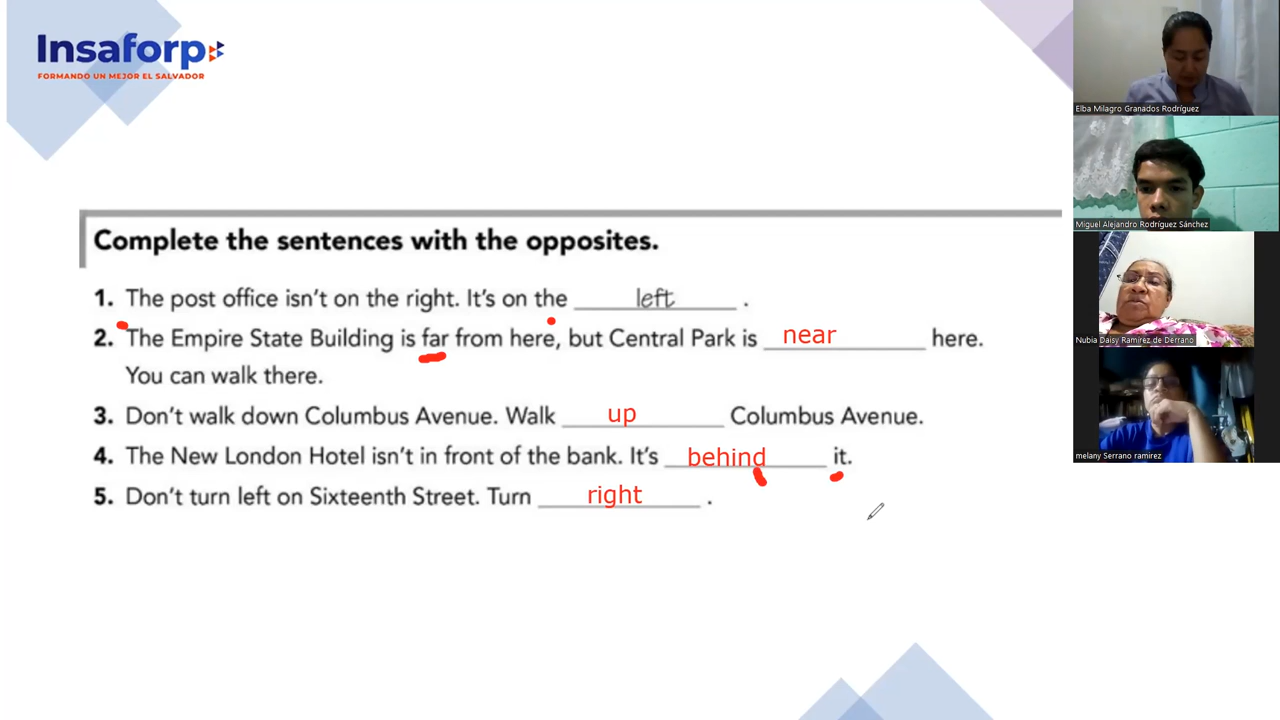 Insaforp
FORMANDO UN MEJOR EL SALVADOR
Complete the sentences with the opposites.
1. The post office isn't on the right. It's on the left .
2. The Empire State Building is far from here, but Central Park is near here.
You can walk there.
3. Don't walk down Columbus Avenue. Walk up Columbus Avenue.
4. The New London Hotel isn't in front of the bank. It's behind it.
5. Don't turn left on Sixteenth Street. Turn right .
Elba Milagro Granados Rodríguez
Miguel Alejandro Rodríguez Sánchez
Nubia Daisy Ramírez de Derrano
melany Serrano ramirez